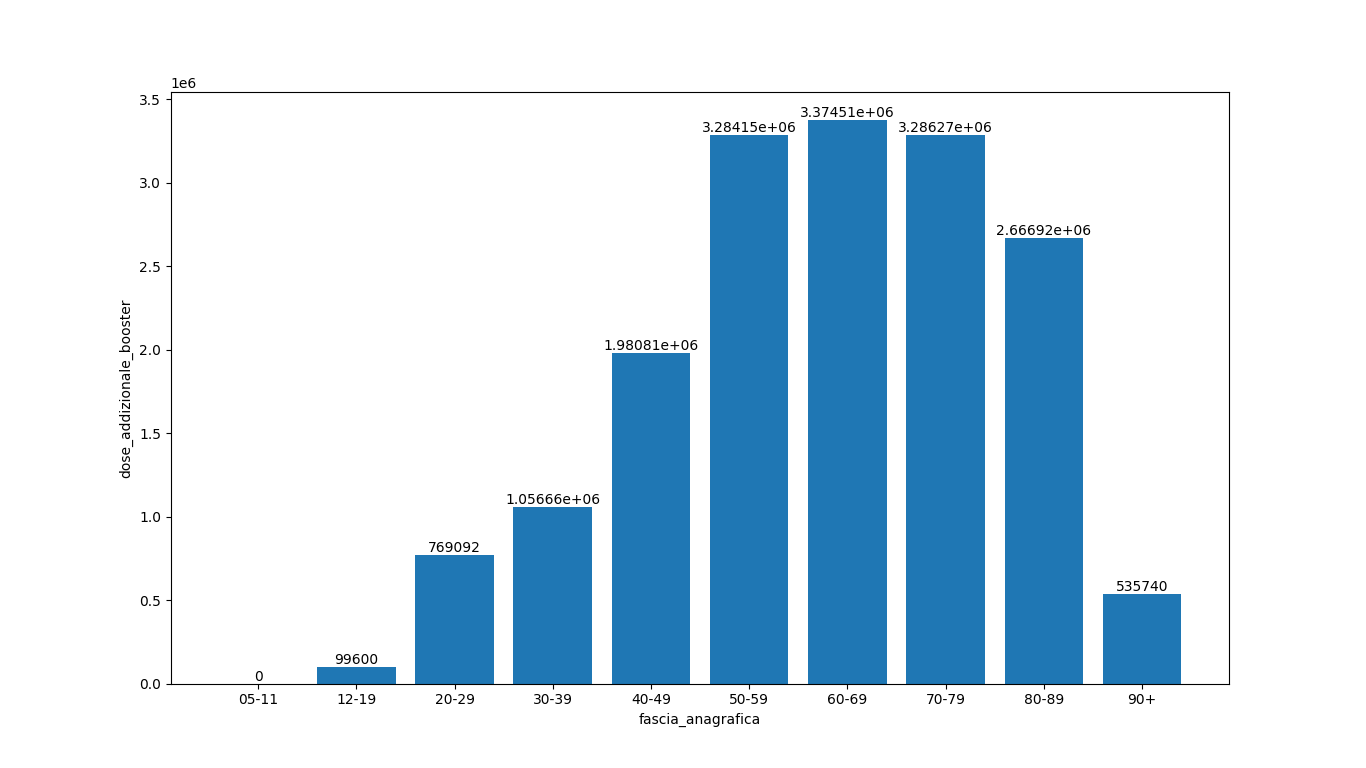 1e6
3.5
3.0
2.5
2.0
1.5
1.0
0.5
0.0
dose_addizionale_booster
0
99600
769092
1.05666e+06
1.98081e+06
3.28415e+06
3.37451e+06
3.28627e+06
2.66692e+06
535740
05-11 12-19 20-29 30-39 40-49 50-59 60-69 70-79 80-89 90+
fascia_anagrafica